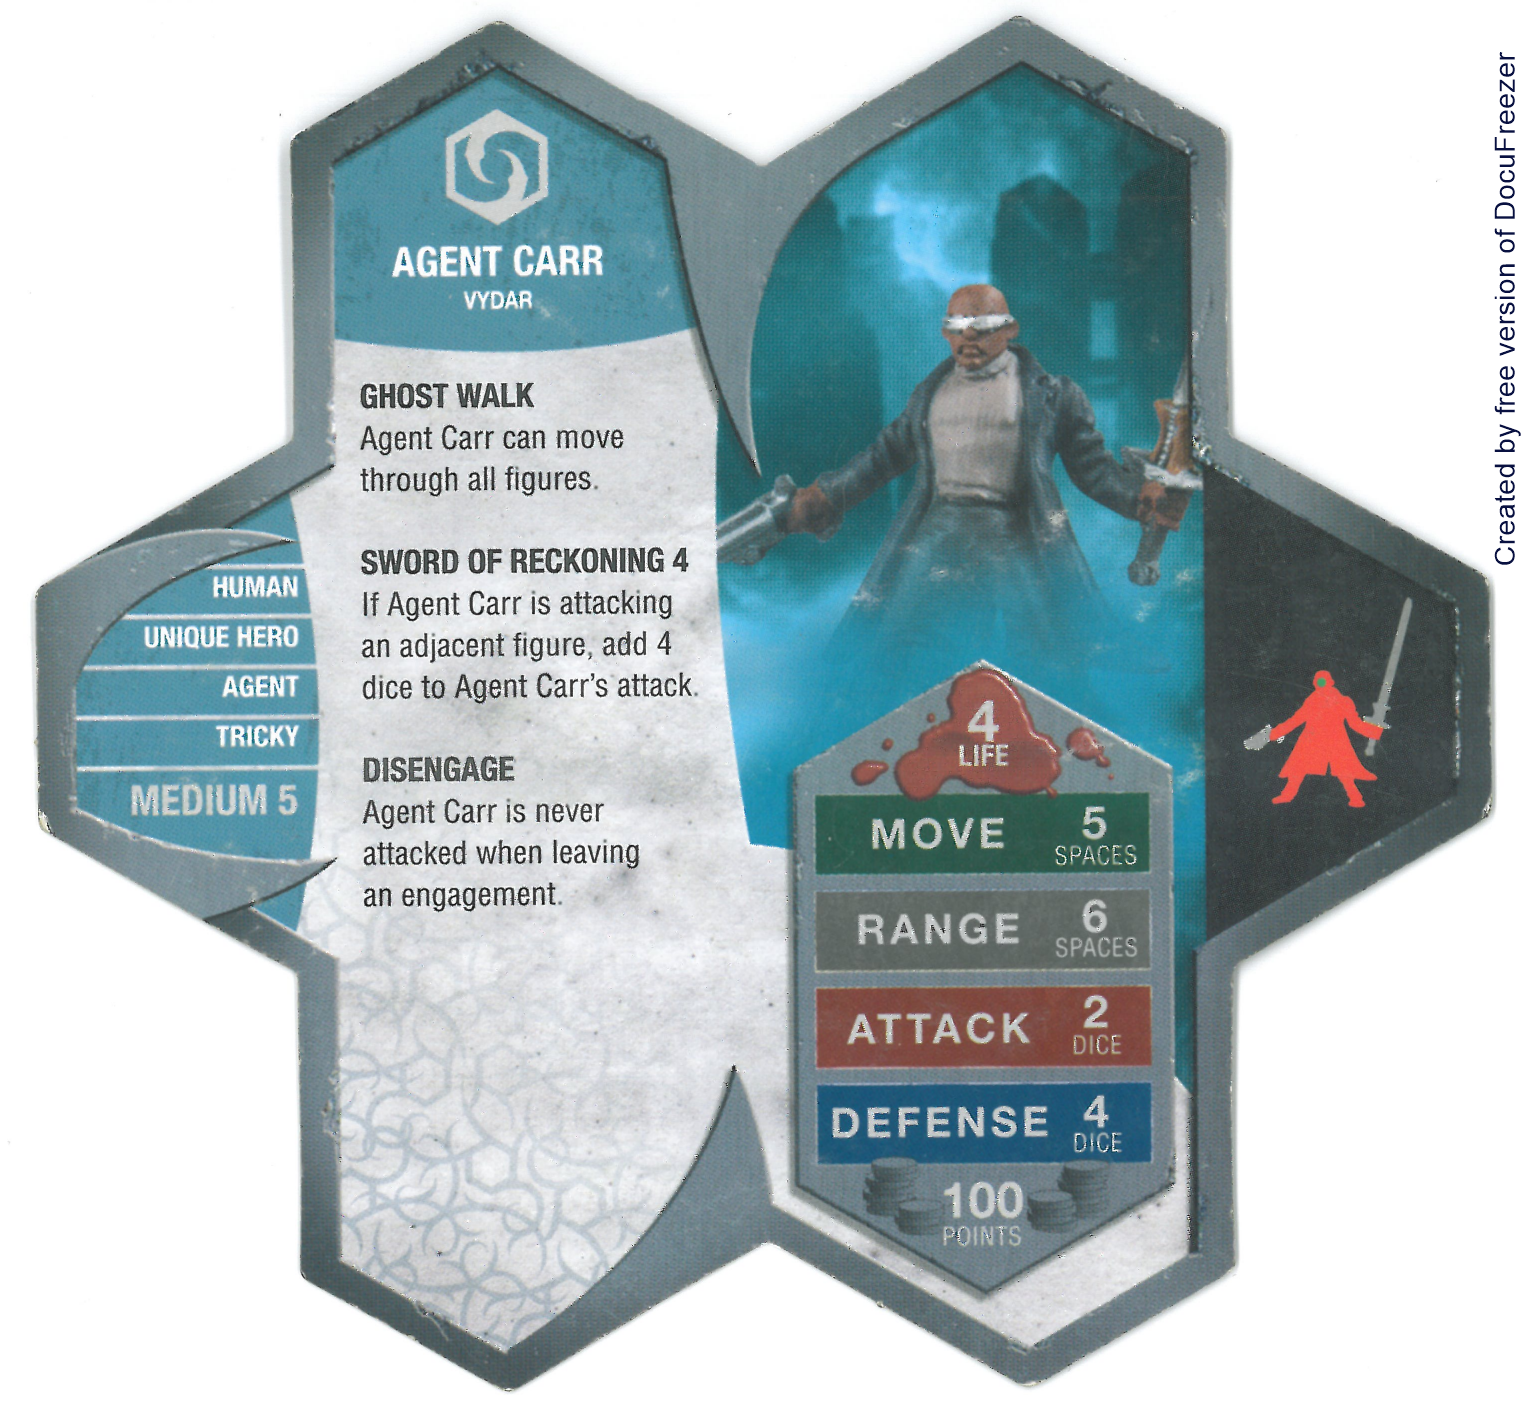 AGENT CARR
VYDAR
GHOST WALK
Agent Carr can move
through all figures.
SWORD OF RECKONING 4
If Agent Carr is attacking
an adjacent figure, add 4
dice to Agent Carr's attack.
DISENGAGE
Agent Carr is never
attacked when leaving
an engagement.
HUMAN
UNIQUE HERO
AGENT
TRICKY
MEDIUM 5
4
LIFE
MOVE 5
SPACES
RANGE 6
SPACES
ATTACK 2
DICE
DEFENSE 4
DICE
100
POINTS
Created by free version of DocuFreezer